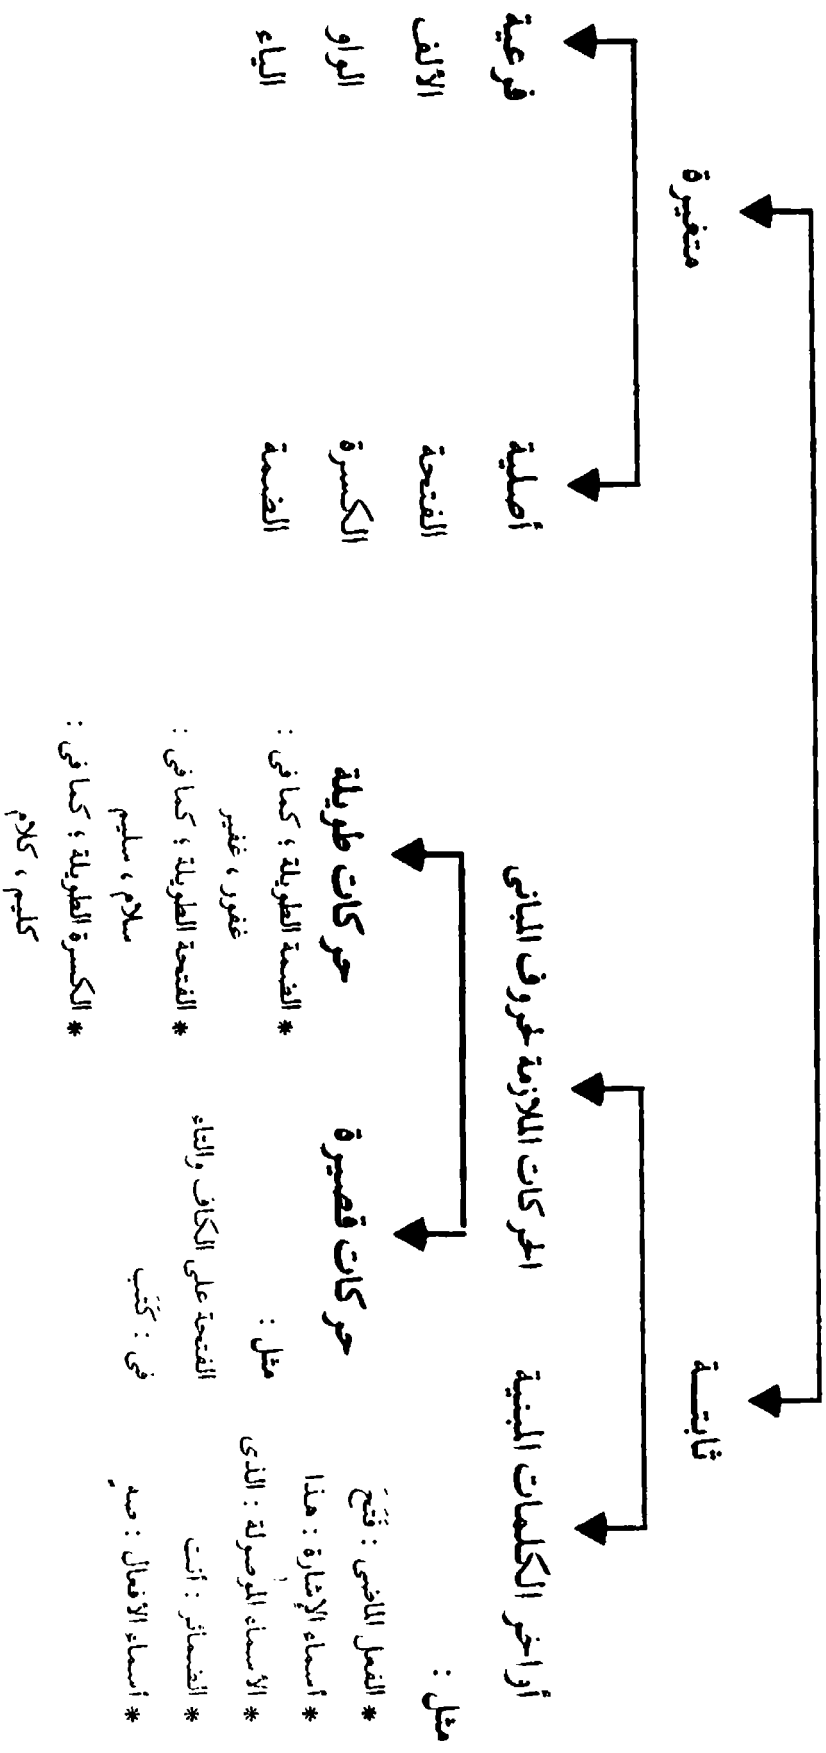 ثابتة
متغيرة
أواخر الكلمات المبنية
الحركات الملازمة لحروف المبانى
أصلية
فرعية
مثل :
* الفعل الماضى : فَتَحَ
* أسماء الإشارة : هذا
* الأسماء الموصولة : الذى
* الضمائر : أنت
* أسماء الأفعال : صهٍ
حركات قصيرة
مثل :
الفتحة على الكاف والتاء
فى : كَتَب
حركات طويلة
* الضمة الطويلة ؛ كما فى :
غفور ، غفير
* الفتحة الطويلة ؛ كما فى :
سلام ، سليم
* الكسرة الطويلة ؛ كما فى :
كليم ، كلام
الفتحة
الكسرة
الضمة
الألف
الواو
الياء